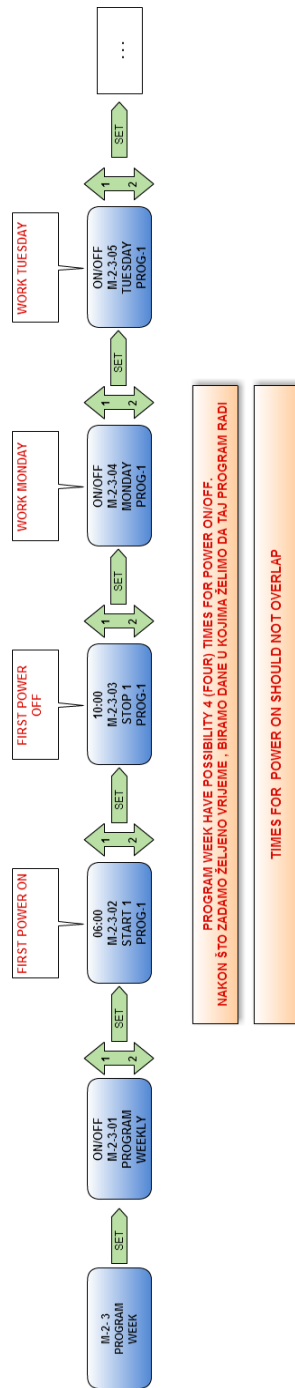 M-2- 3
PROGRAM
WEEK
SET
ON/OFF
M-2.3-01
PROGRAM
WEEKLY
1
2
SET
FIRST POWER ON
06:00
M-2.3-02
START 1
PROG-1
1
2
SET
FIRST POWER
OFF
10:00
M-2.3-03
STOP 1
PROG-1
1
2
SET
WORK MONDAY
ON/OFF
M-2.3-04
MONDAY
PROG-1
1
2
SET
WORK TUESDAY
ON/OFF
M-2.3-05
TUESDAY
PROG-1
1
2
SET
...
PROGRAM WEEK HAVE POSSIBILITY 4 (FOUR) TIMES FOR POWER ON/OFF.
NAKON ŠTO ZADAMO ŽELJENO VRIJEME , BIRAMO DANE U KOJIMA ŽELIMO DA TAJ PROGRAM RADI
TIMES FOR POWER ON SHOULD NOT OVERLAP